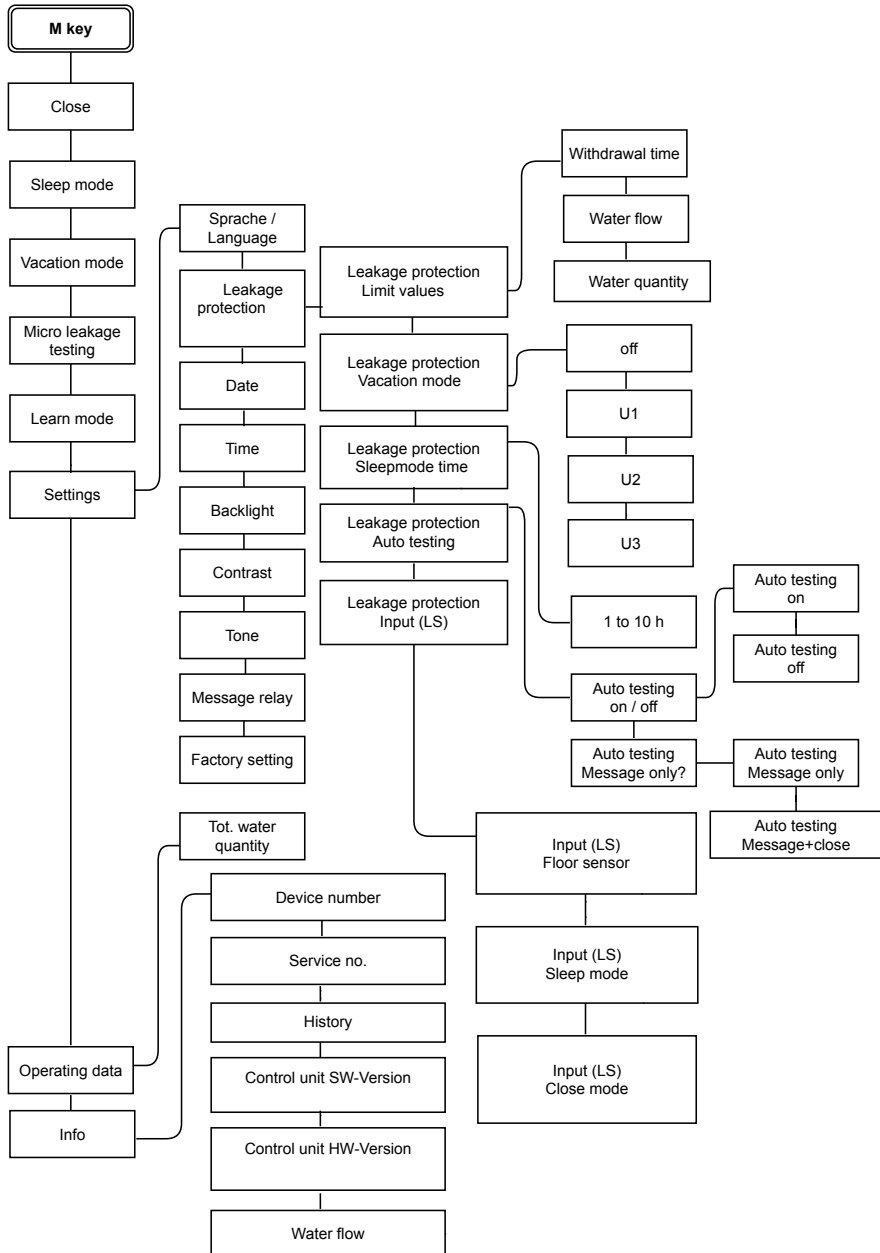 M key
Close
Sleep mode
Vacation mode
Micro leakage
testing
Learn mode
Settings
Operating data
Info
Sprache /
Language
Leakage
protection
Date
Time
Backlight
Contrast
Tone
Message relay
Factory setting
Tot. water
quantity
Device number
Service no.
History
Control unit SW-Version
Control unit HW-Version
Water flow
Leakage protection
Limit values
Leakage protection
Vacation mode
Leakage protection
Sleepmode time
Leakage protection
Auto testing
Leakage protection
Input (LS)
Withdrawal time
Water flow
Water quantity
off
U1
U2
U3
1 to 10 h
Auto testing
on / off
Auto testing
Message only?
Auto testing
on
Auto testing
off
Auto testing
Message only
Auto testing
Message+close
Input (LS)
Floor sensor
Input (LS)
Sleep mode
Input (LS)
Close mode